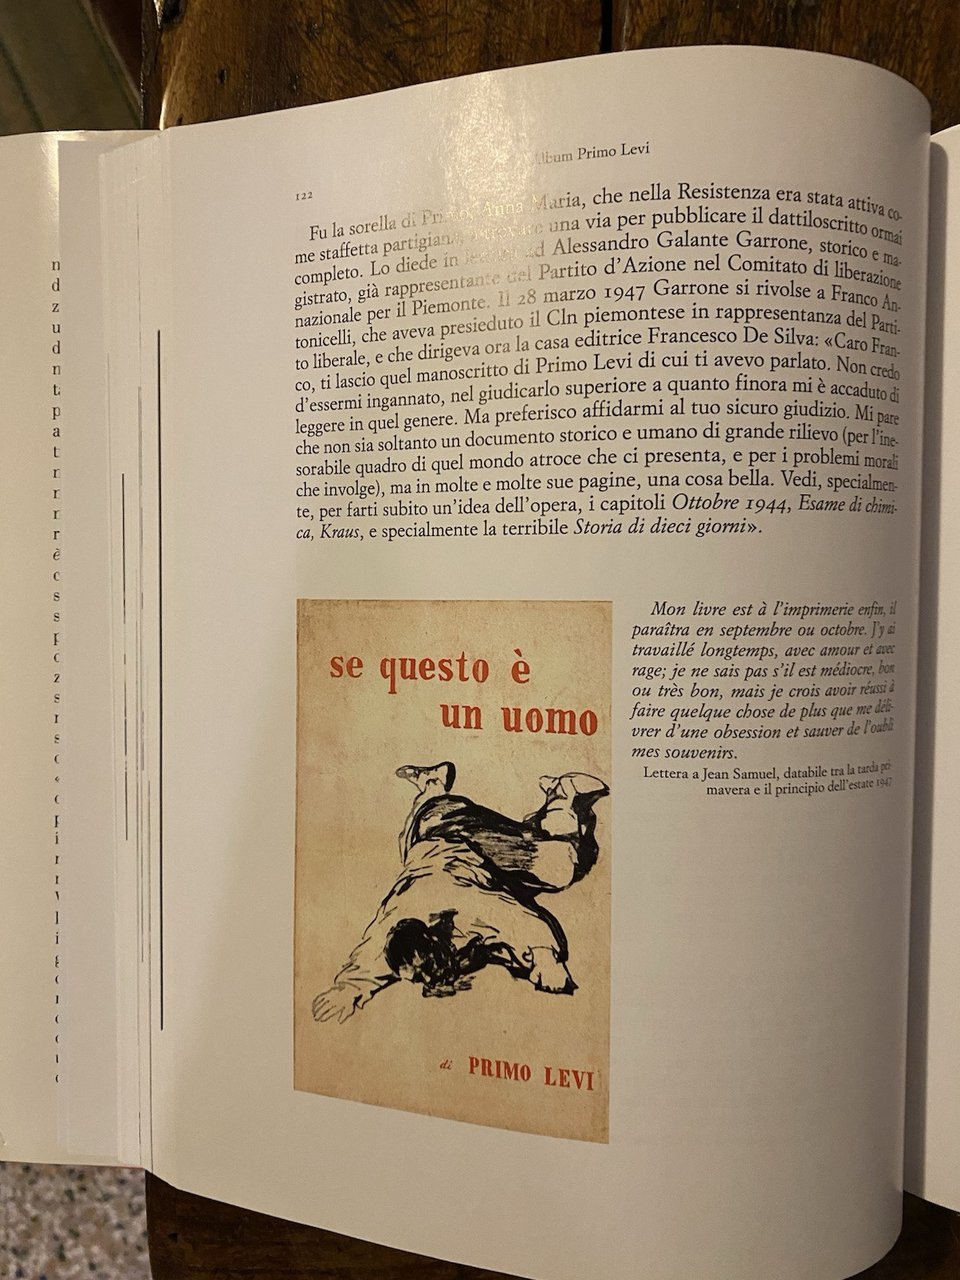 Album Primo Levi
122
Fu la sorella di Primo, Anna Maria, che nella Resistenza era stata attiva co-
me staffetta partigiana, a trovare una via per pubblicare il dattiloscritto ormai
completo. Lo diede in lettura ad Alessandro Galante Garrone, storico e ma-
gistrato, già rappresentante del Partito d'Azione nel Comitato di liberazione
nazionale per il Piemonte. Il 28 marzo 1947 Garrone si rivolse a Franco An-
tonicelli, che aveva presieduto il Cln piemontese in rappresentanza del Parti-
to liberale, e che dirigeva ora la casa editrice Francesco De Silva: «Caro Fran-
co, ti lascio quel manoscritto di Primo Levi di cui ti avevo parlato. Non credo
d'essermi ingannato, nel giudicarlo superiore a quanto finora mi è accaduto di
leggere in quel genere. Ma preferisco affidarmi al tuo sicuro giudizio. Mi pare
che non sia soltanto un documento storico e umano di grande rilievo (per l'ine-
sorabile quadro di quel mondo atroce che ci presenta, e per i problemi morali
che involge), ma in molte e molte sue pagine, una cosa bella. Vedi, specialmen-
te, per farti subito un'idea dell'opera, i capitoli Ottobre 1944, Esame di chimi-
ca, Kraus, e specialmente la terribile Storia di dieci giorni».
se questo è
un uomo
di PRIMO LEVI
Mon livre est à l'imprimerie enfin, il
paraîtra en septembre ou octobre. J'y ai
travaillé longtemps, avec amour et avec
rage; je ne sais pas s'il est médiocre, bon
ou très bon, mais je crois avoir réussi à
faire quelque chose de plus que me déli-
vrer d'une obsession et sauver de l'oubli
mes souvenirs.
Lettera a Jean Samuel, databile tra la tarda pri-
mavera e il principio dell'estate 1947